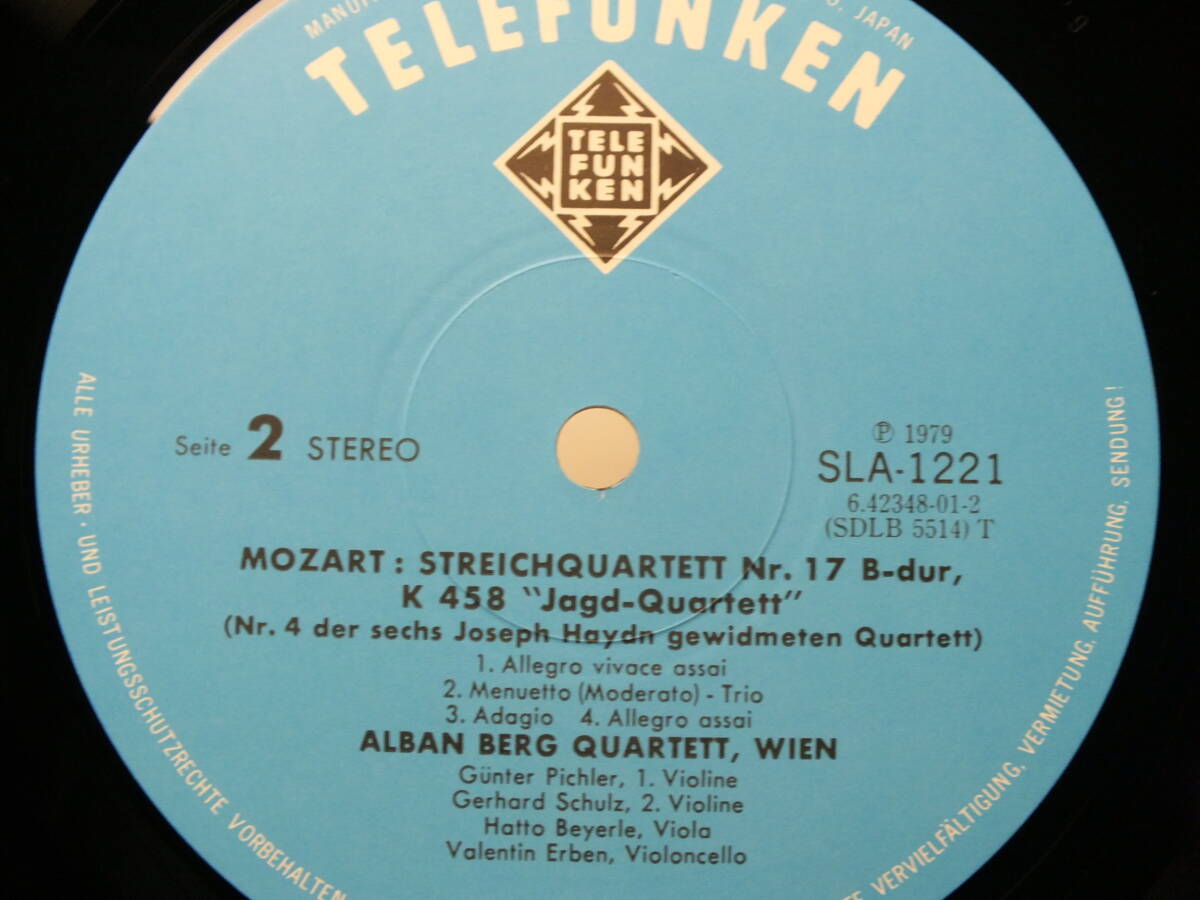 JAPAN
TELEFUNKEN
TELE
FUN
KEN
Seite 2 STEREO
℗ 1979
SLA-1221
6.42348-01-2
(SDLB 5514) T
MOZART: STREICHQUARTETT Nr. 17 B-dur,
K 458 "Jagd-Quartett"
(Nr. 4 der sechs Joseph Haydn gewidmeten Quartett)
1. Allegro vivace assai
2. Menuetto (Moderato) - Trio
3. Adagio 4. Allegro assai
ALBAN BERG QUARTETT, WIEN
Günter Pichler, 1. Violine
Gerhard Schulz, 2. Violine
Hatto Beyerle, Viola
Valentin Erben, Violoncello
ALLE URHEBER- UND LEISTUNGSSCHUTZRECHTE VORBEHALTEN
VERVIELFÄLTIGUNG, VERMIETUNG, AUFFÜHRUNG, SENDUNG!